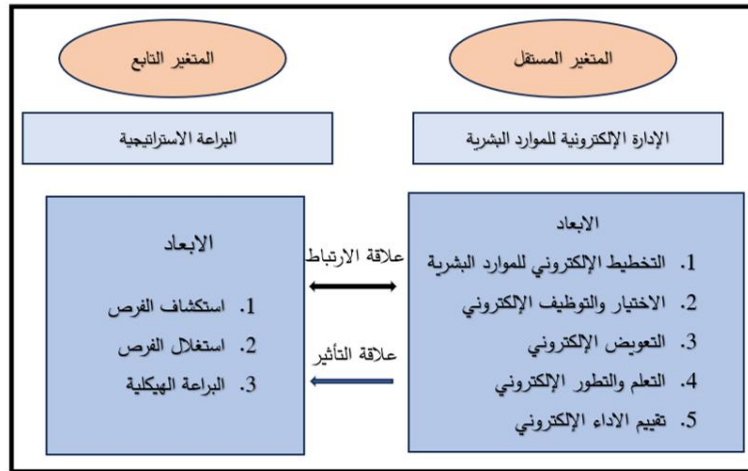 المتغير المستقل
المتغير التابع
الإدارة الإلكترونية للموارد البشرية
البراعة الاستراتيجية
الابعاد
1. التخطيط الإلكتروني للموارد البشرية
2. الاختيار والتوظيف الإلكتروني
3. التعويض الإلكتروني
4. التعلم والتطور الإلكتروني
5. تقييم الاداء الإلكتروني
علاقة الارتباط
علاقة التأثير
الابعاد
1. استكشاف الفرص
2. استغلال الفرص
3. البراعة الهيكلية